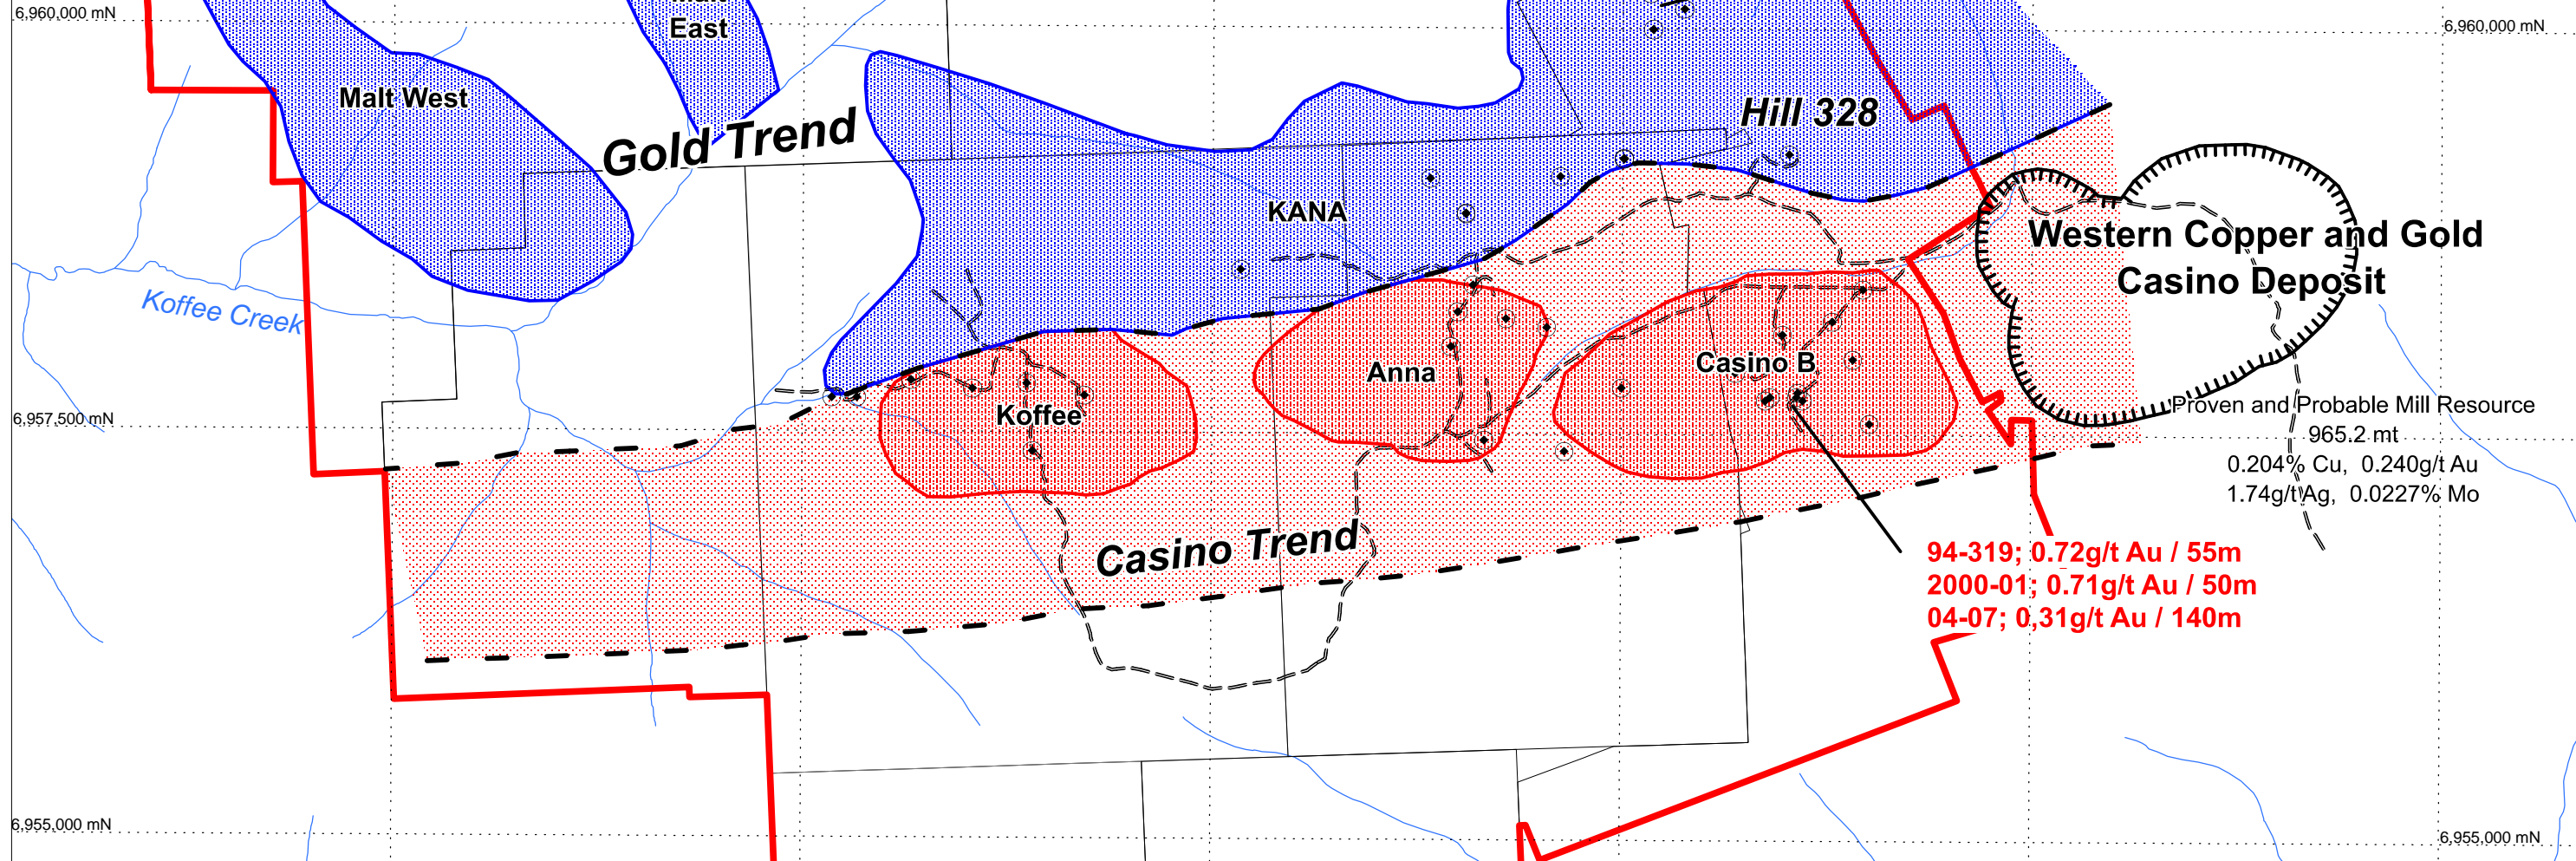 6,960,000 mN
East
6,960,000 mN
Malt West
Gold Trend
Hill 328
KANA
Western Copper and Gold
Casino Deposit
Koffee Creek
Casino B
Anna
Koffee
6,957,500 mN
Proven and Probable Mill Resource
965.2 mt
0.204% Cu, 0.240g/t Au
1.74g/t Ag, 0.0227% Mo
Casino Trend
94-319; 0.72g/t Au / 55m
2000-01; 0.71g/t Au / 50m
04-07; 0,31g/t Au / 140m
6,955,000 mN
6,955,000 mN